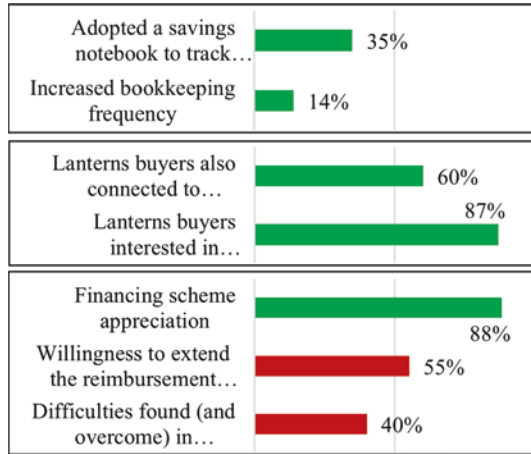 Adopted a savings
notebook to track…
35%
Increased bookkeeping
frequency
14%
Lanterns buyers also
connected to…
60%
Lanterns buyers
interested in…
87%
Financing scheme
appreciation
88%
Willingness to extend
the reimbursement…
55%
Difficulties found (and
overcome) in…
40%